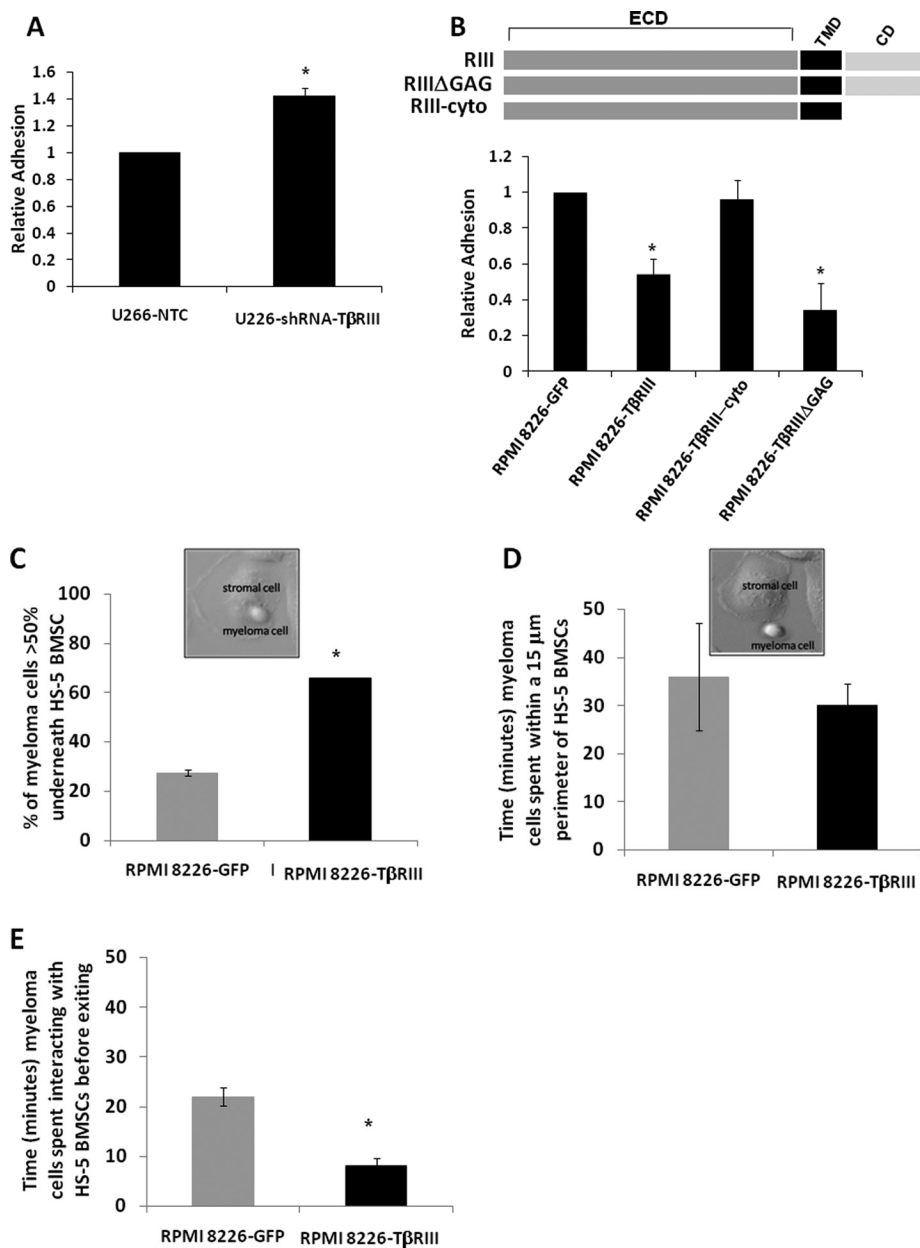 A
Relative Adhesion
1.6
1.4
1.2
1
0.8
0.6
0.4
0.2
0
*
U266-NTC
U226-shRNA-TβRIII
B
ECD
TMD
CD
RIII
RIIIΔGAG
RIII-cyto
Relative Adhesion
1.2
1
0.8
0.6
0.4
0.2
0
*
*
RPMI 8226-GFP
RPMI 8226-TβRIII
RPMI 8226-TβRIII–cyto
RPMI 8226-TβRIIIΔGAG
C
% of myeloma cells >50%
underneath HS-5 BMSC
100
80
60
40
20
0
stromal cell
myeloma cell
*
RPMI 8226-GFP
RPMI 8226-TβRIII
D
Time (minutes) myeloma
cells spent within a 15 μm
perimeter of HS-5 BMSCs
50
40
30
20
10
0
stromal cell
myeloma cell
RPMI 8226-GFP
RPMI 8226-TβRIII
E
Time (minutes) myeloma
cells spent interacting with
HS-5 BMSCs before exiting
50
40
30
20
10
0
*
RPMI 8226-GFP
RPMI 8226-TβRIII